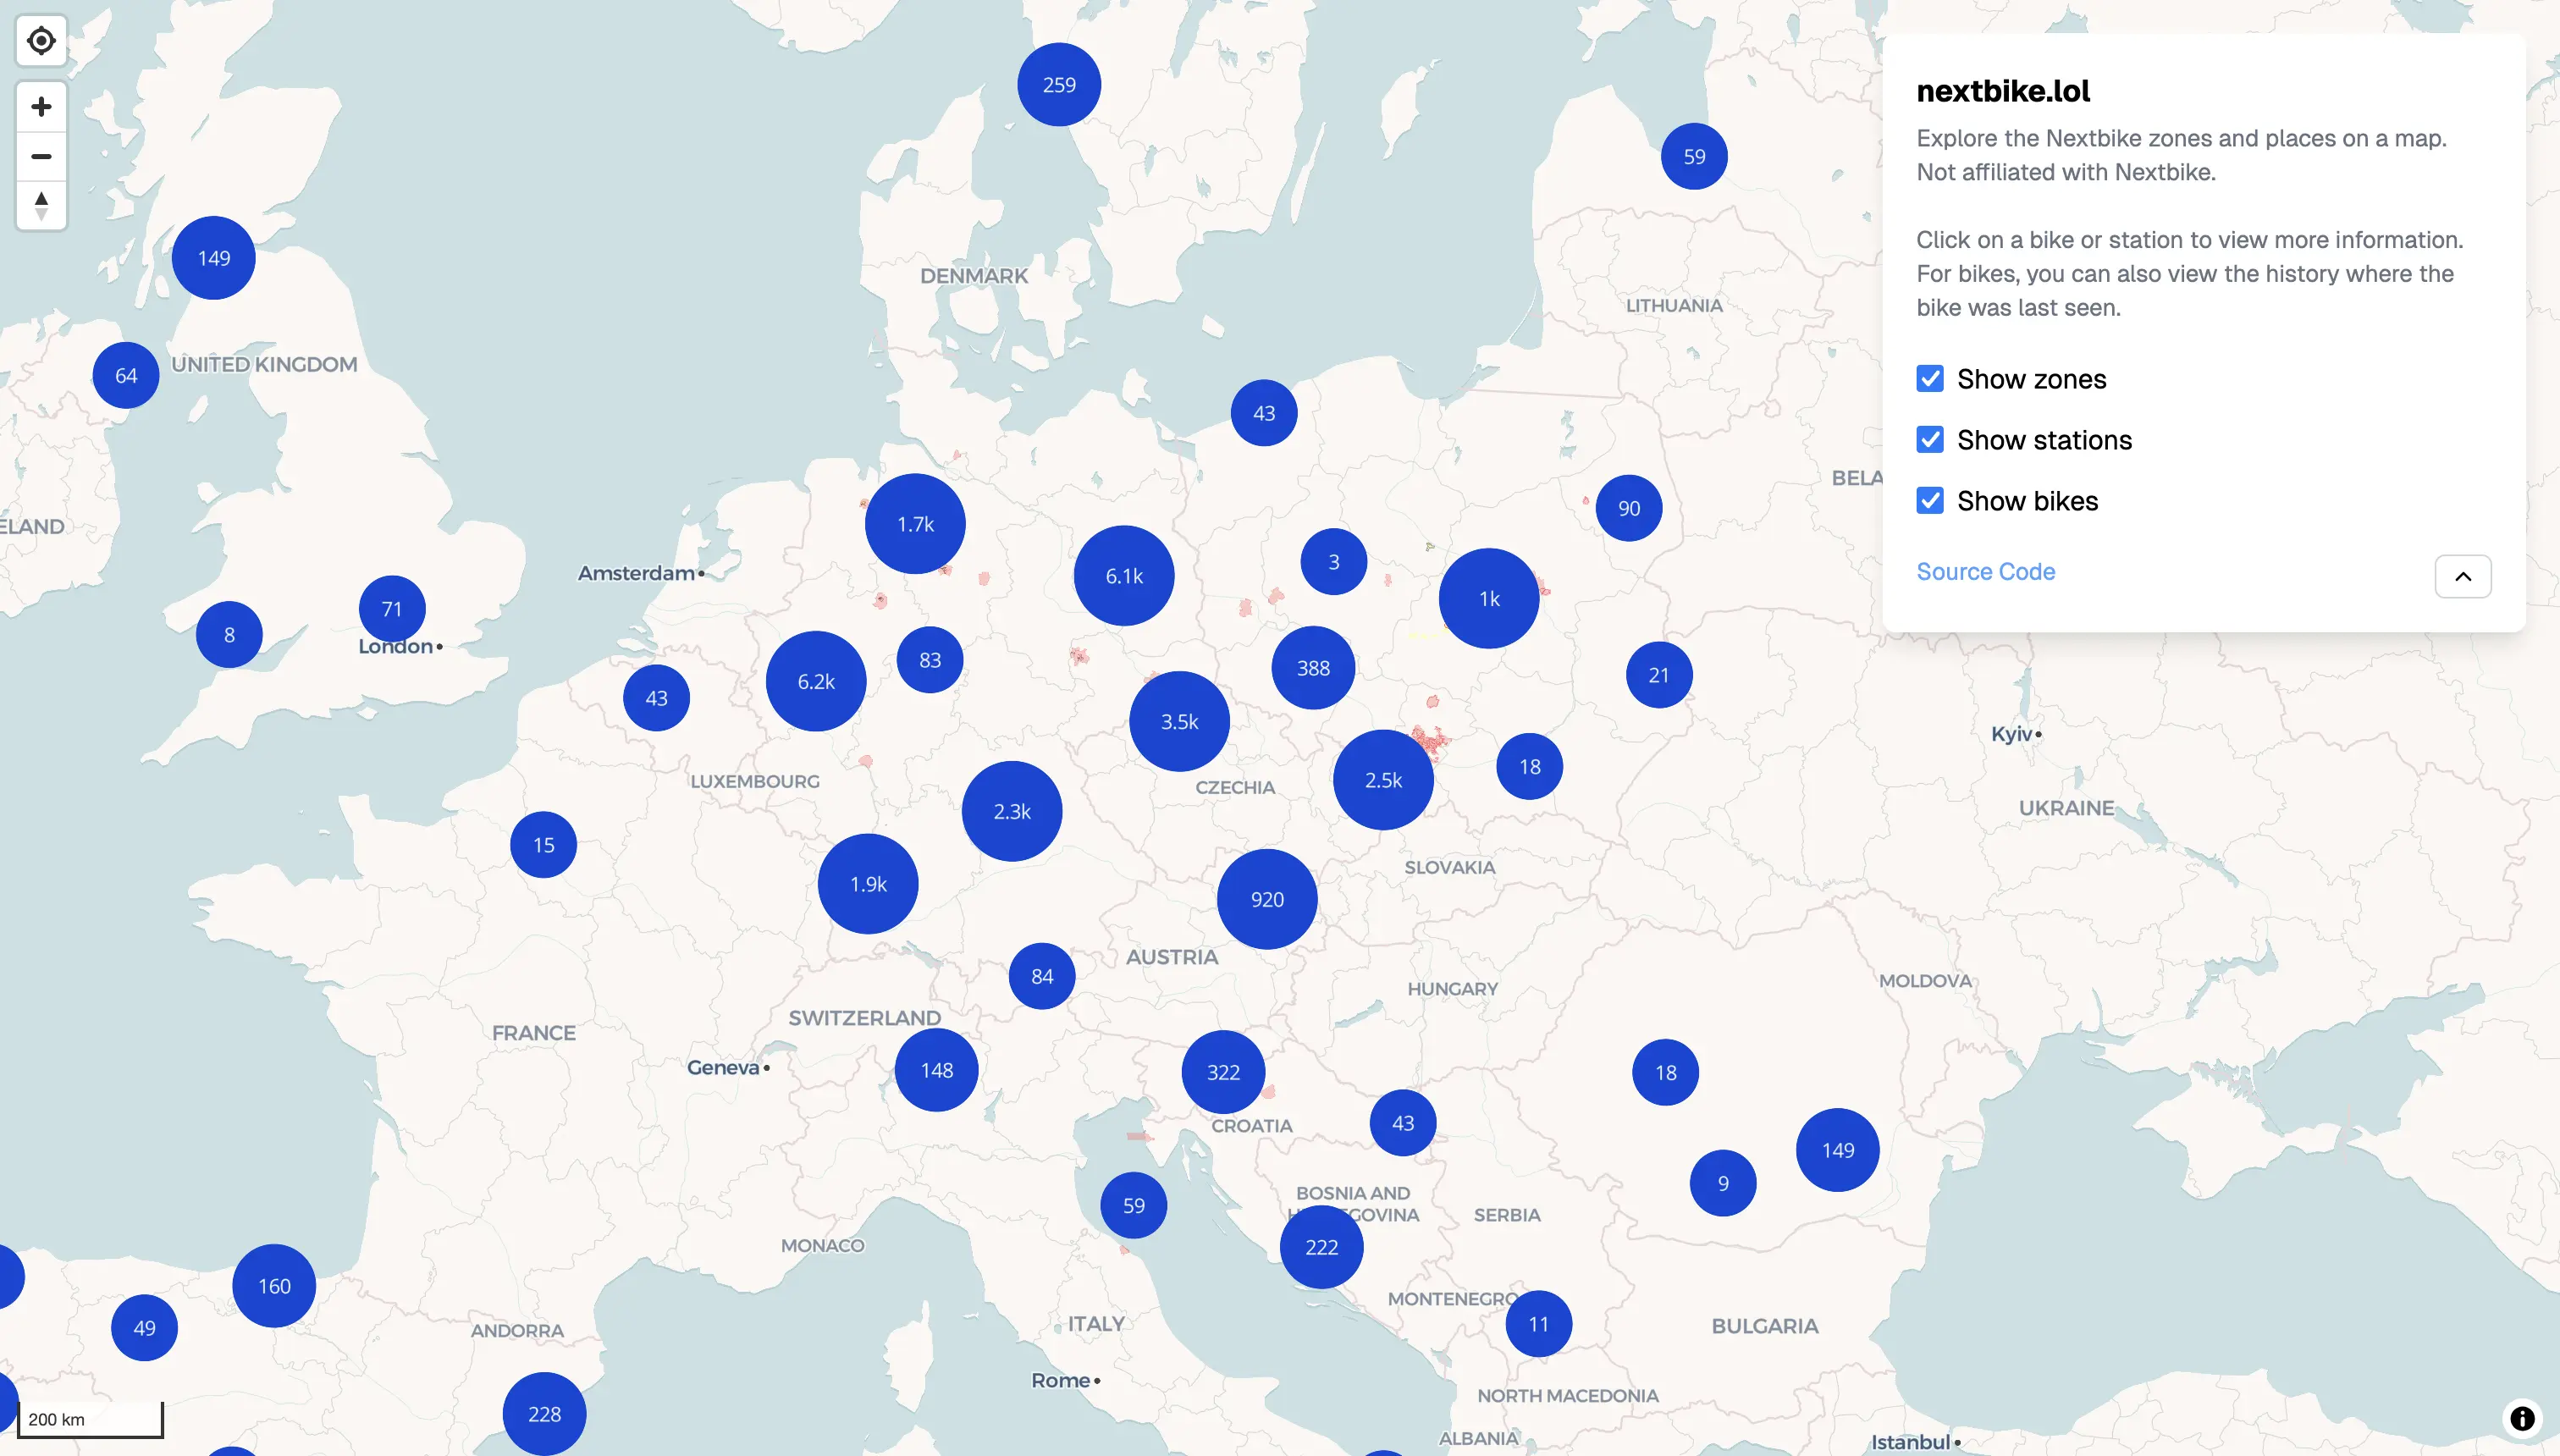 nextbike.lol
Explore the Nextbike zones and places on a map.
Not affiliated with Nextbike.
Click on a bike or station to view more information.
For bikes, you can also view the history where the
bike was last seen.
Show zones
Show stations
Show bikes
Source Code
259
59
149
DENMARK
LITHUANIA
UNITED KINGDOM
64
43
BELA
90
1.7k
ELAND
3
Amsterdam
6.1k
1k
71
8
London
83
388
21
6.2k
43
3.5k
Kyiv
18
2.5k
LUXEMBOURG
CZECHIA
UKRAINE
2.3k
15
SLOVAKIA
1.9k
920
AUSTRIA
84
MOLDOVA
HUNGARY
SWITZERLAND
FRANCE
Geneva
148
322
18
43
CROATIA
149
9
BOSNIA AND
59
GOVINA
SERBIA
MONACO
222
160
MONTENEGRO
49
ANDORRA
ITALY
11
BULGARIA
Rome
NORTH MACEDONIA
228
200 km
ALBANIA
Istanbul